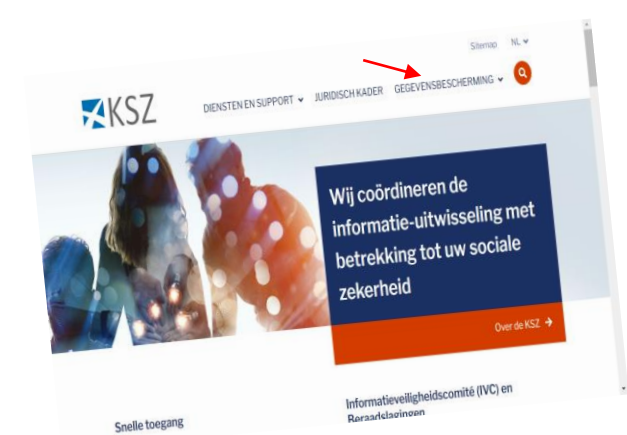 Sitemap NL
KSZ
DIENSTEN EN SUPPORT JURIDISCH KADER GEGEVENSBESCHERMING
Wij coördineren de
informatie-uitwisseling met
betrekking tot uw sociale
zekerheid
Over de KSZ
Snelle toegang
Informatieveiligheidscomité (IVC) en
Beraadslagingen